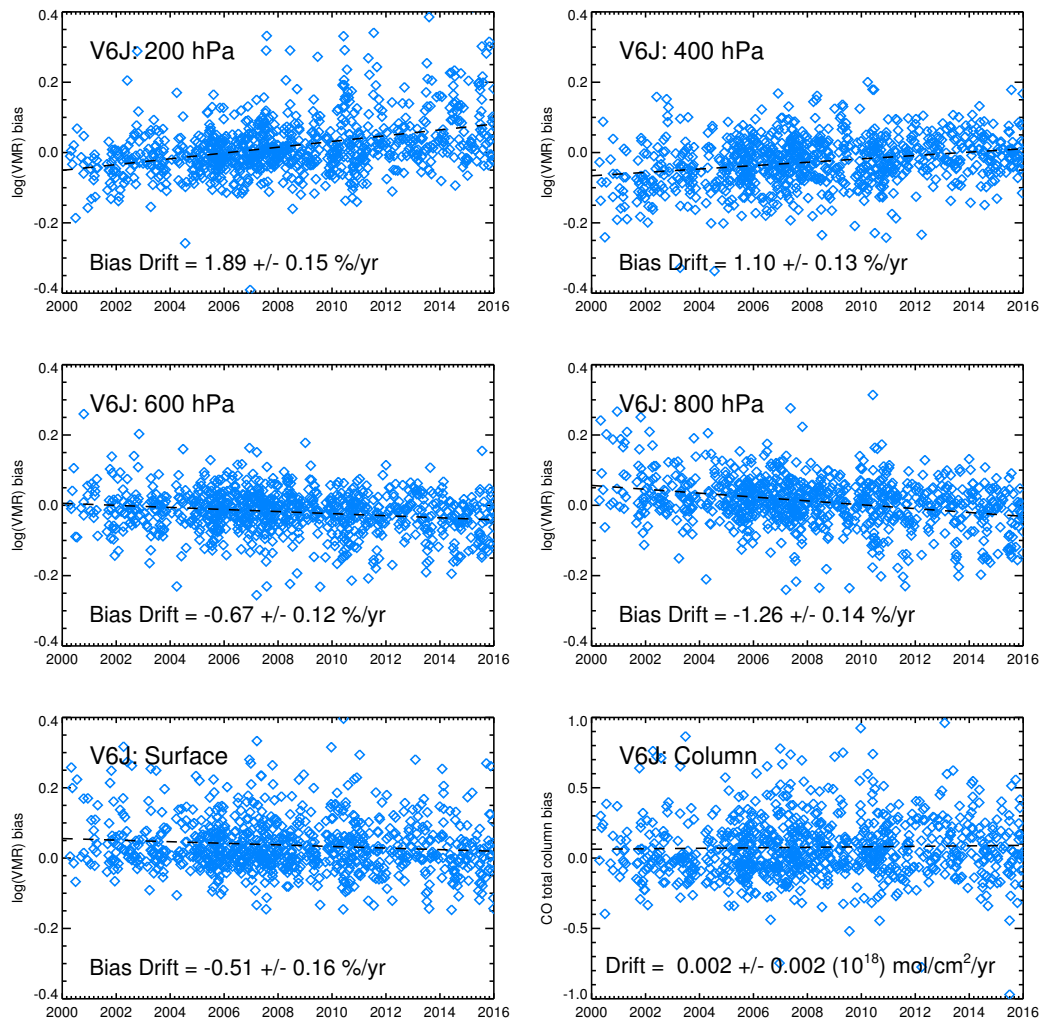 V6J: 200 hPa
log(VMR) bias
0.4
0.2
0.0
-0.2
-0.4
Bias Drift = 1.89 +/- 0.15 %/yr
2000 2002 2004 2006 2008 2010 2012 2014 2016
V6J: 400 hPa
log(VMR) bias
0.4
0.2
0.0
-0.2
-0.4
Bias Drift = 1.10 +/- 0.13 %/yr
2000 2002 2004 2006 2008 2010 2012 2014 2016
V6J: 600 hPa
log(VMR) bias
0.4
0.2
0.0
-0.2
-0.4
Bias Drift = -0.67 +/- 0.12 %/yr
2000 2002 2004 2006 2008 2010 2012 2014 2016
V6J: 800 hPa
log(VMR) bias
0.4
0.2
0.0
-0.2
-0.4
Bias Drift = -1.26 +/- 0.14 %/yr
2000 2002 2004 2006 2008 2010 2012 2014 2016
V6J: Surface
log(VMR) bias
0.4
0.2
0.0
-0.2
-0.4
Bias Drift = -0.51 +/- 0.16 %/yr
2000 2002 2004 2006 2008 2010 2012 2014 2016
V6J: Column
CO total column bias
1.0
0.5
0.0
-0.5
-1.0
Drift = 0.002 +/- 0.002 (10¹⁸) mol/cm²/yr
2000 2002 2004 2006 2008 2010 2012 2014 2016